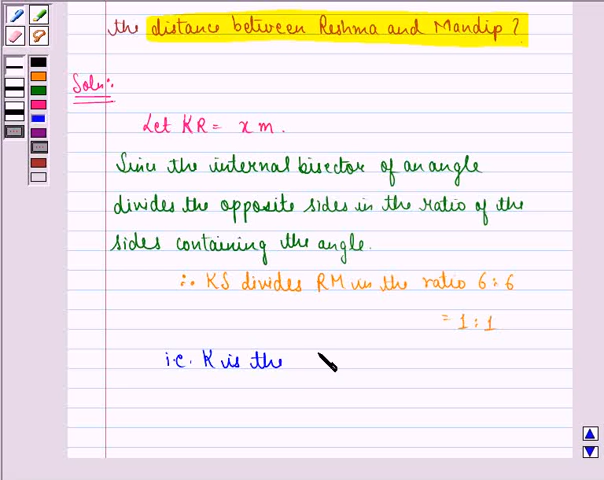 the distance between Reshma and Mandip?
Soln:
Let KR = x m.
Since the internal bisector of an angle
divides the opposite sides in the ratio of the
sides containing the angle.
∴ KS divides RM in the ratio 6:6
= 1:1
i.e. K is the